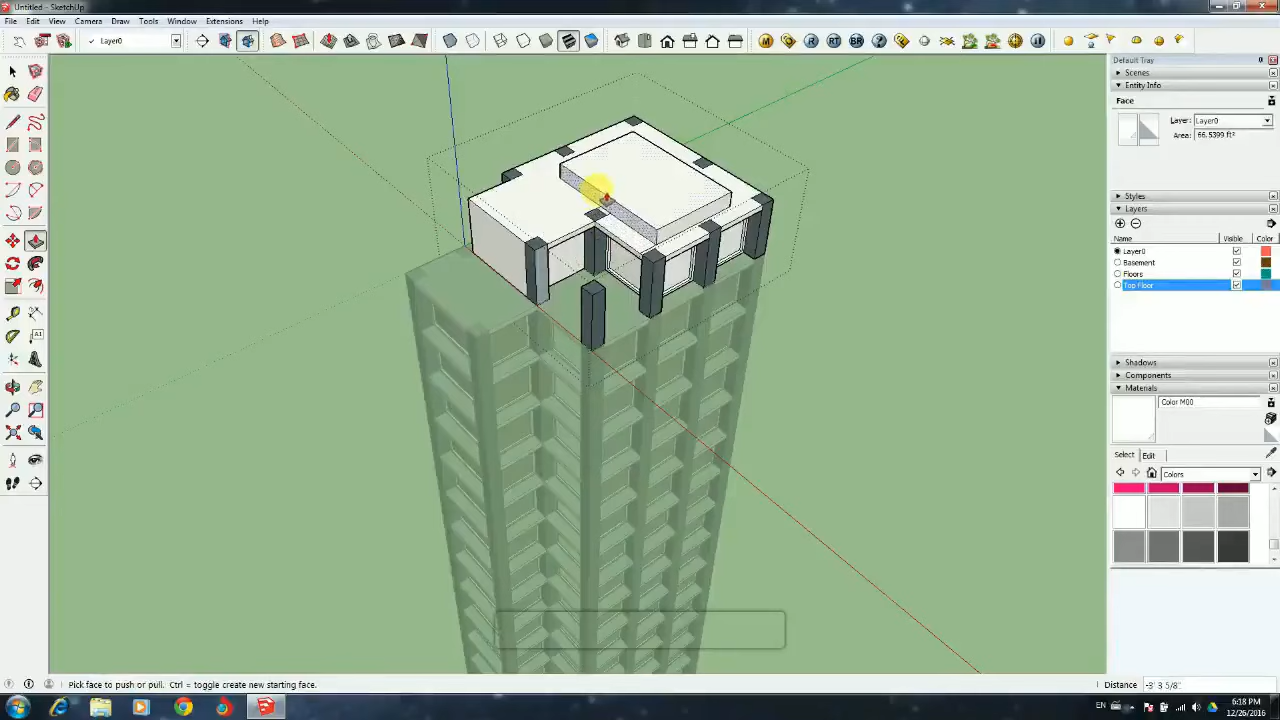 Untitled - SketchUp
File Edit View Camera Draw Tools Window Extensions Help
Layer0
M R RT BR
Default Tray
Scenes
Entity Info
Face
Layer: Layer0
Area: 66.5399 ft²
Styles
Layers
Name Visible Color
Layer0
Basement
Floors
Top Floor
Shadows
Components
Materials
Color M00
Select Edit
Colors
Pick face to push or pull. Ctrl = toggle create new starting face.
Distance -3' 3 5/8"
EN
6:18 PM
12/26/2016